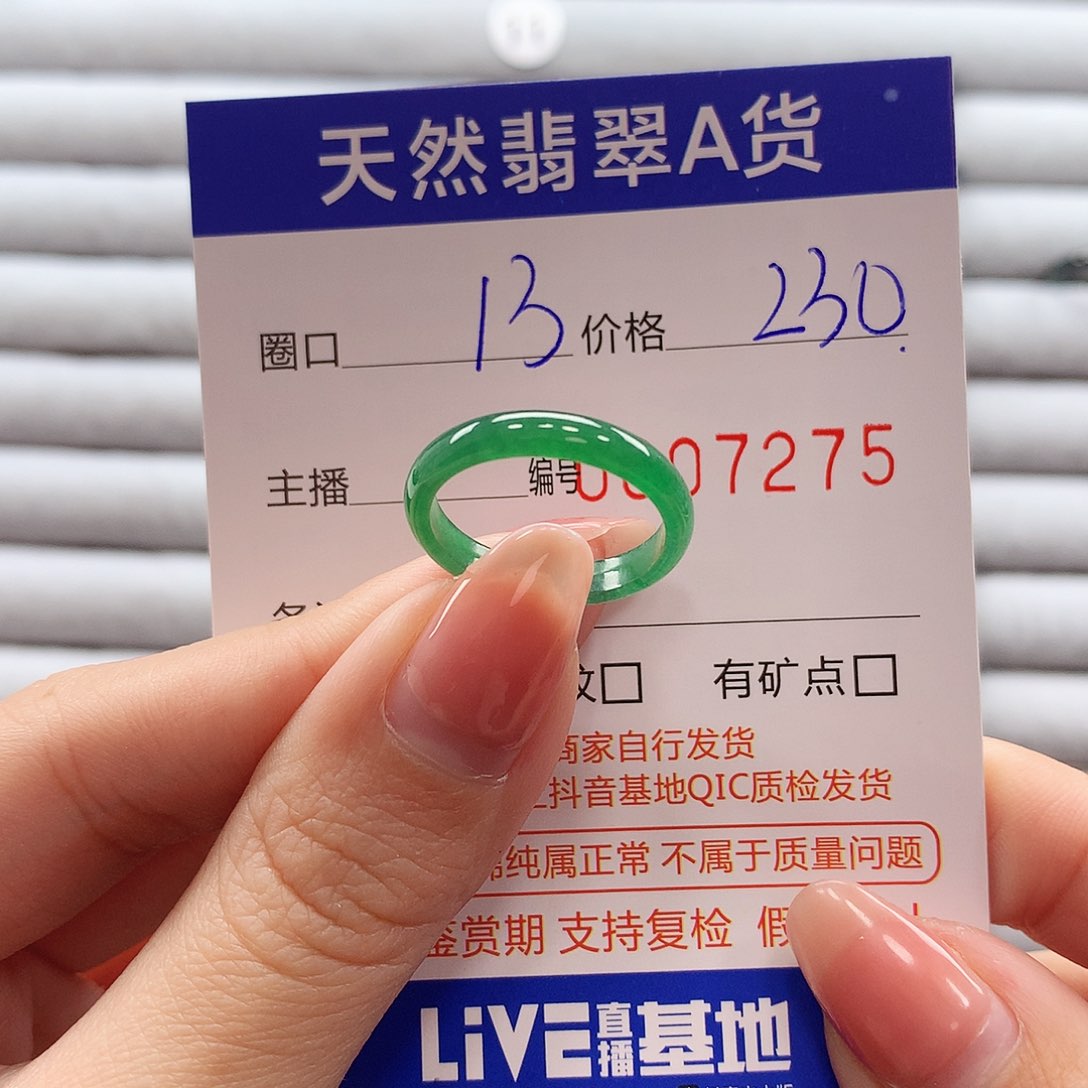 天然翡翠A货
圈口 13 价格 230.
主播 编号 0007275
纹□ 有矿点□
商家自行发货
抖音基地QIC质检发货
纯属正常 不属于质量问题
鉴赏期 支持复检 假
LiVE直播基地